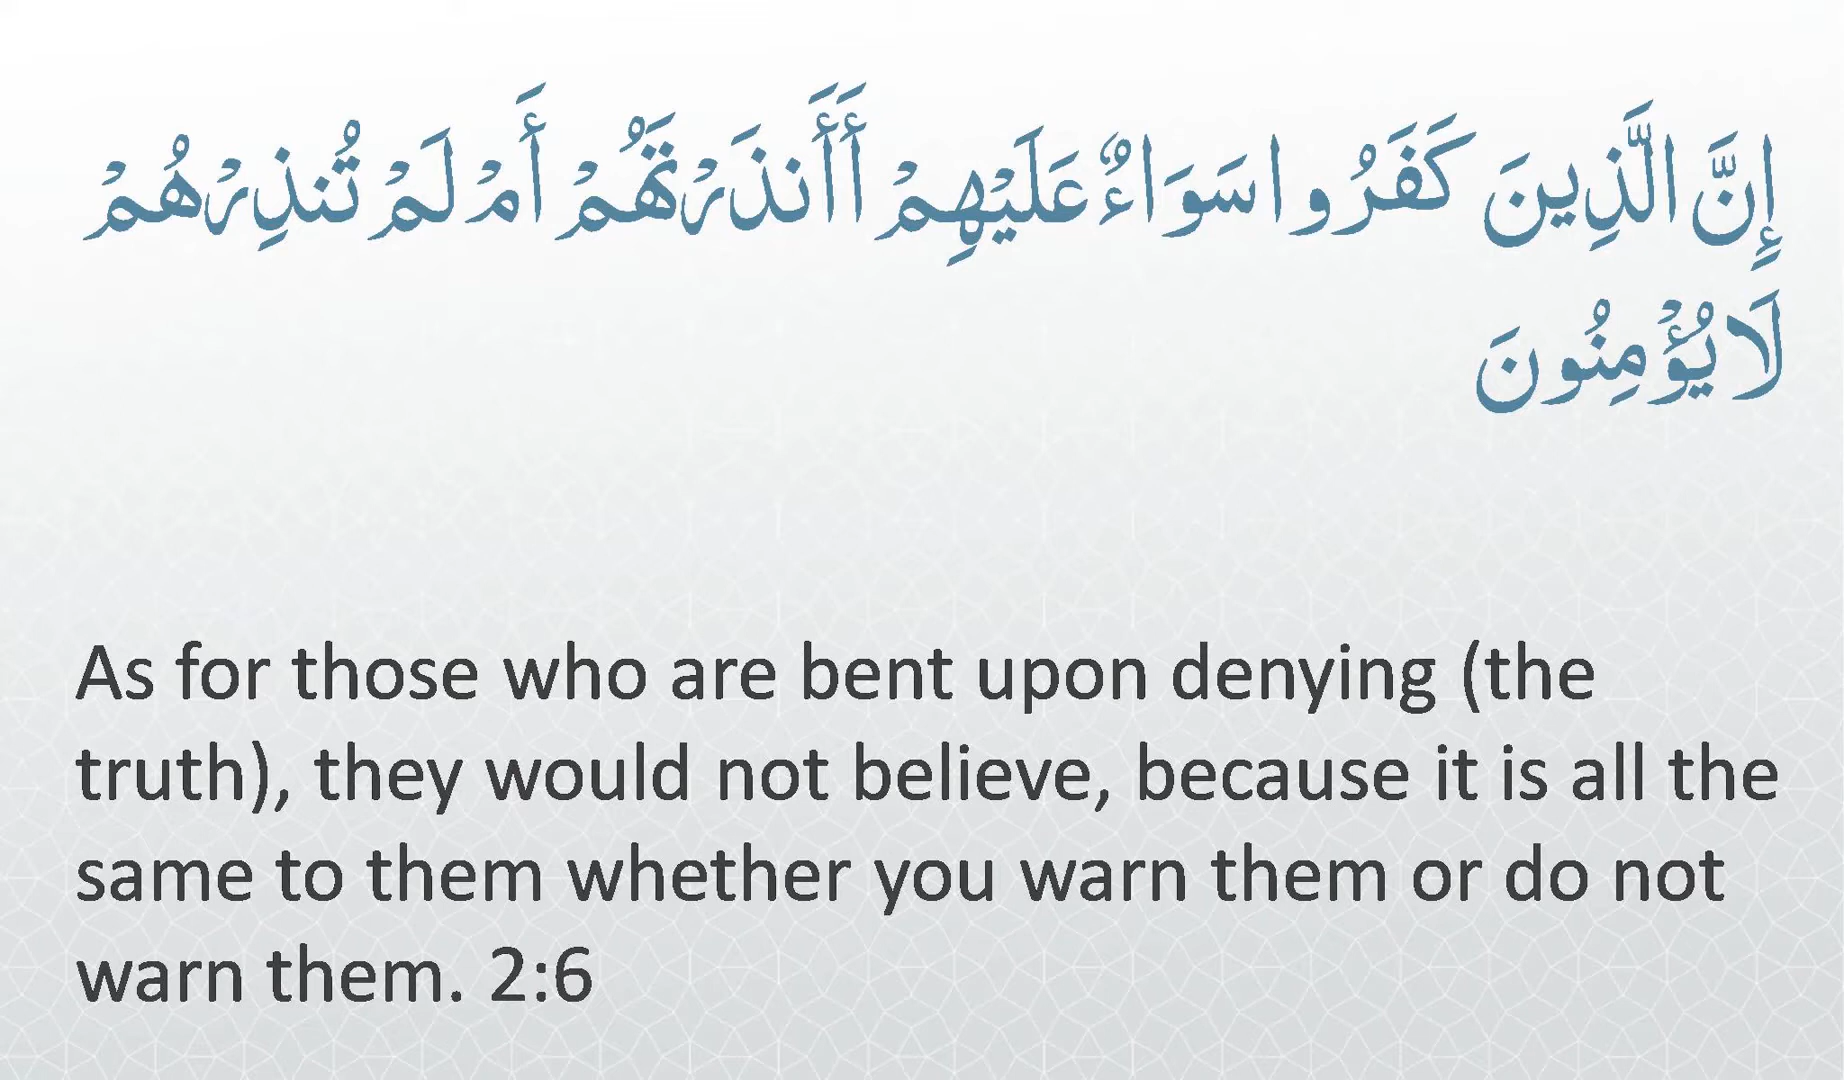 إِنَّ الَّذِينَ كَفَرُوا سَوَاءٌ عَلَيْهِمْ أَأَنذَرْتَهُمْ أَمْ لَمْ تُنذِرْهُمْ
لَا يُؤْمِنُونَ
As for those who are bent upon denying (the
truth), they would not believe, because it is all the
same to them whether you warn them or do not
warn them. 2:6